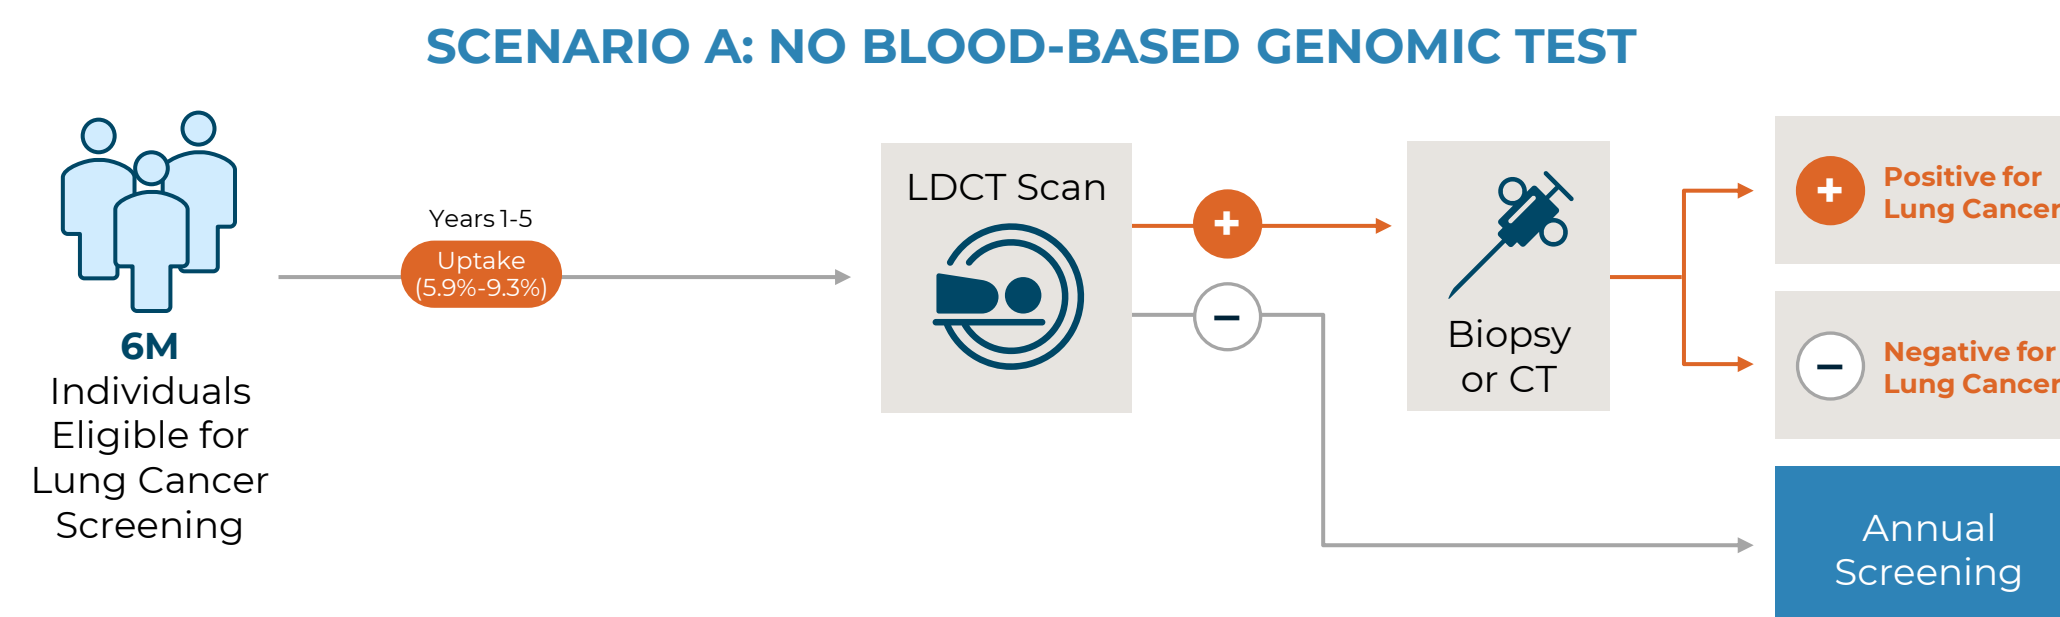 SCENARIO A: NO BLOOD-BASED GENOMIC TEST
6M
Individuals
Eligible for
Lung Cancer
Screening
Years 1-5
Uptake
(5.9%-9.3%)
LDCT Scan
+
−
Biopsy
or CT
+
Positive for
Lung Cancer
−
Negative for
Lung Cancer
Annual
Screening